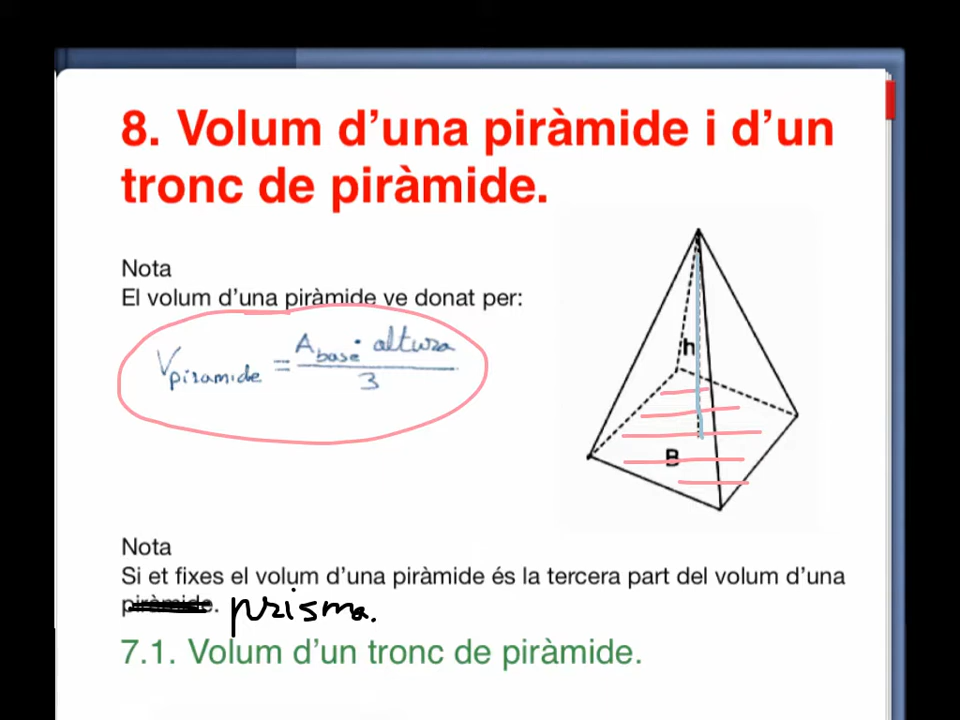 8. Volum d'una piràmide i d'un
tronc de piràmide.
Nota
El volum d'una piràmide ve donat per:
V piramide = A base · altura / 3
h
B
Nota
Si et fixes el volum d'una piràmide és la tercera part del volum d'una
piràmide. prisma.
7.1. Volum d'un tronc de piràmide.